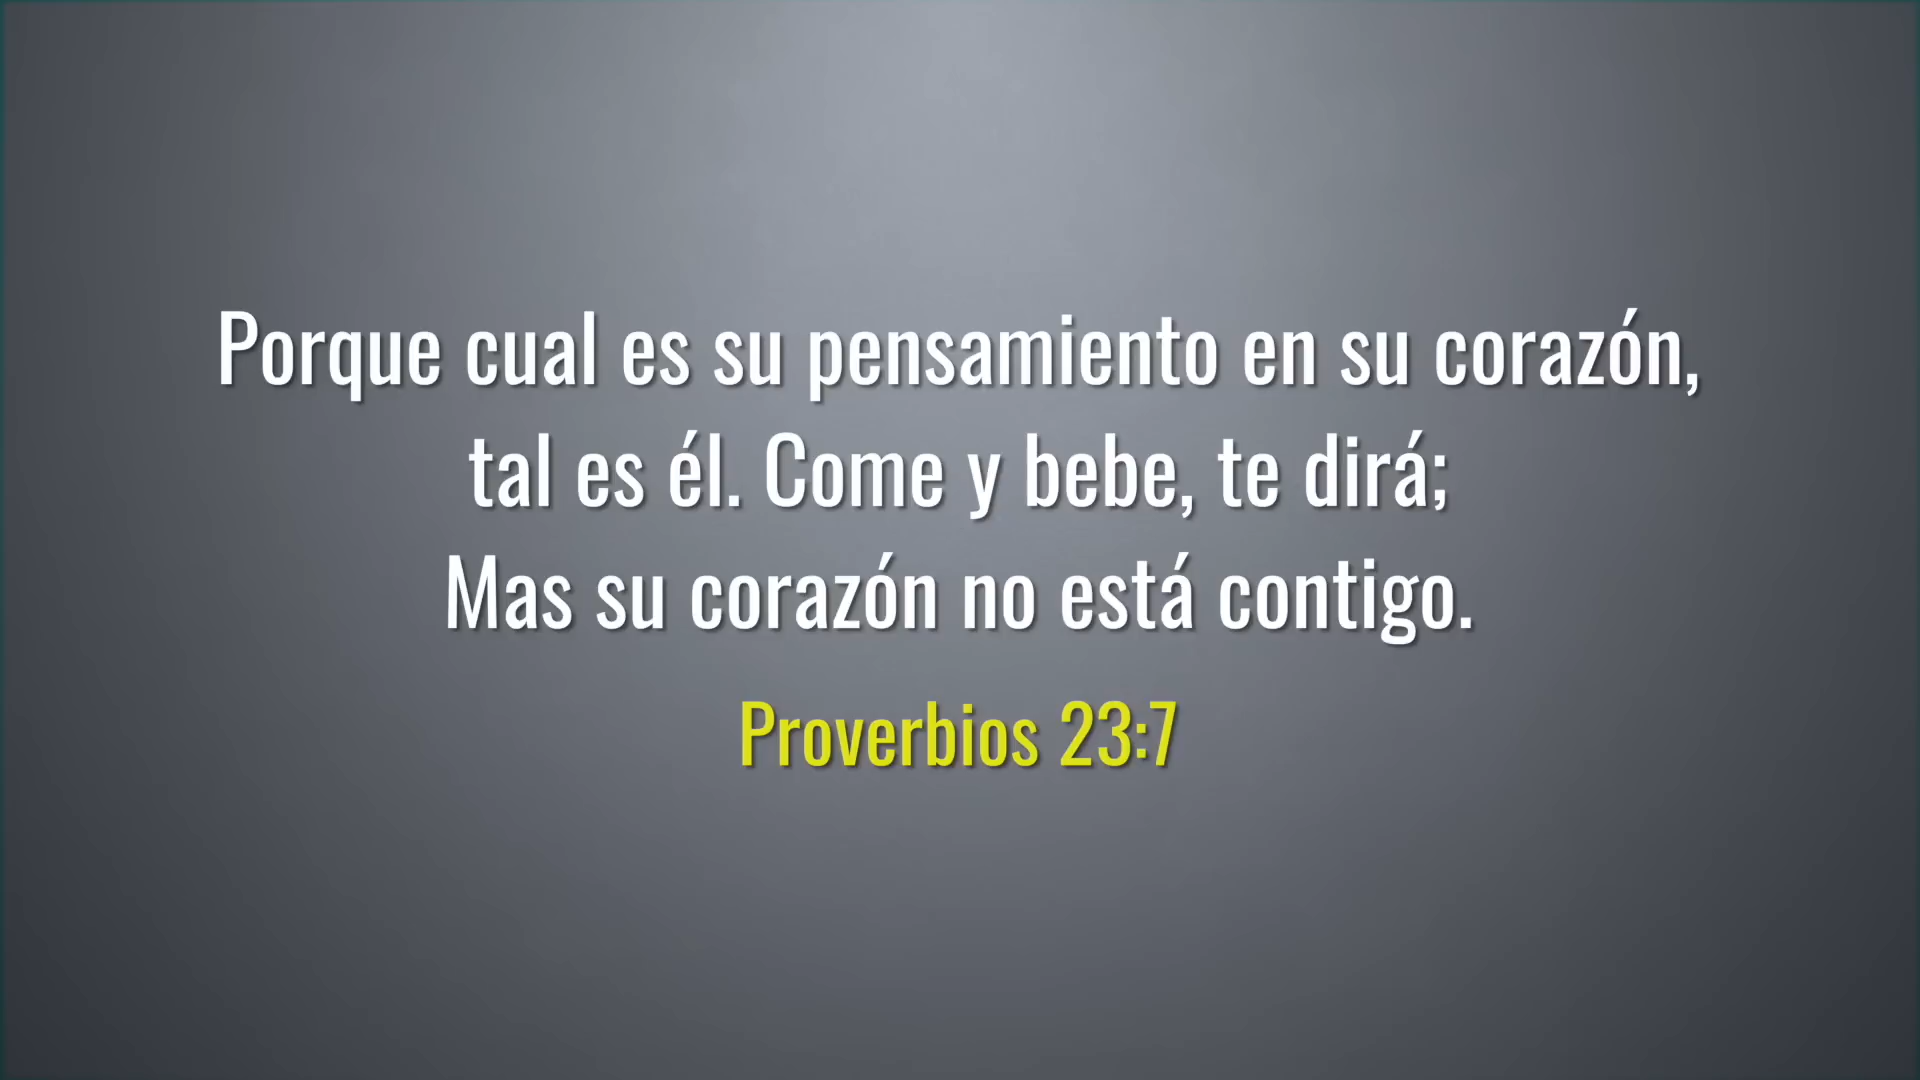 Porque cual es su pensamiento en su corazón,
tal es él. Come y bebe, te dirá;
Mas su corazón no está contigo.
Proverbios 23:7